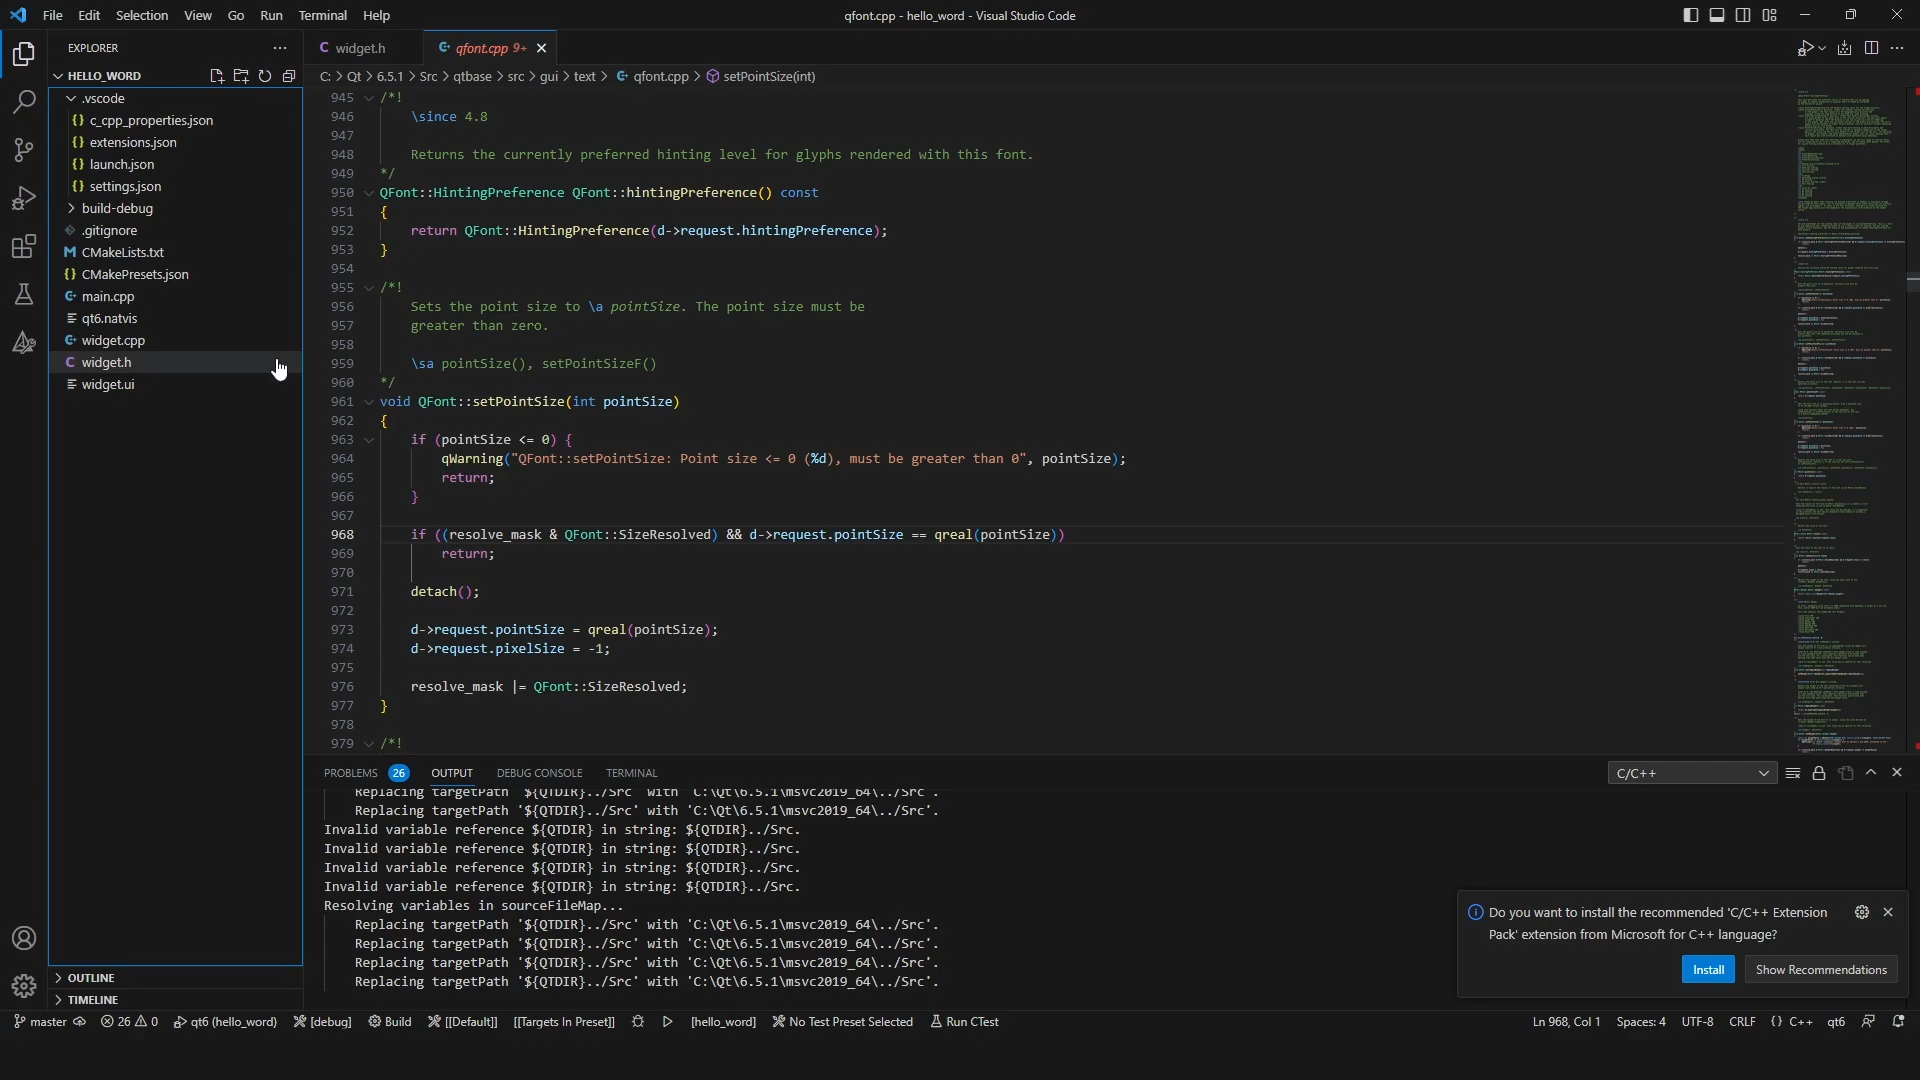 File Edit Selection View Go Run Terminal Help
qfont.cpp - hello_word - Visual Studio Code
EXPLORER
widget.h
qfont.cpp 9+
HELLO_WORD
C: > Qt > 6.5.1 > Src > qtbase > src > gui > text > qfont.cpp > setPointSize(int)
.vscode
c_cpp_properties.json
extensions.json
launch.json
settings.json
build-debug
.gitignore
CMakeLists.txt
CMakePresets.json
main.cpp
qt6.natvis
widget.cpp
widget.h
widget.ui
OUTLINE
TIMELINE
945 /*!
946 \since 4.8
947
948 Returns the currently preferred hinting level for glyphs rendered with this font.
949 */
950 QFont::HintingPreference QFont::hintingPreference() const
951 {
952 return QFont::HintingPreference(d->request.hintingPreference);
953 }
954
955 /*!
956 Sets the point size to \a pointSize. The point size must be
957 greater than zero.
958
959 \sa pointSize(), setPointSizeF()
960 */
961 void QFont::setPointSize(int pointSize)
962 {
963 if (pointSize <= 0) {
964 qWarning("QFont::setPointSize: Point size <= 0 (%d), must be greater than 0", pointSize);
965 return;
966 }
967
968 if ((resolve_mask & QFont::SizeResolved) && d->request.pointSize == qreal(pointSize))
969 return;
970
971 detach();
972
973 d->request.pointSize = qreal(pointSize);
974 d->request.pixelSize = -1;
975
976 resolve_mask |= QFont::SizeResolved;
977 }
978
979 /*!
PROBLEMS 26 OUTPUT DEBUG CONSOLE TERMINAL
C/C++
Replacing targetPath '${QTDIR}../Src' with 'C:\Qt\6.5.1\msvc2019_64\../Src'.
Replacing targetPath '${QTDIR}../Src' with 'C:\Qt\6.5.1\msvc2019_64\../Src'.
Invalid variable reference ${QTDIR} in string: ${QTDIR}../Src.
Invalid variable reference ${QTDIR} in string: ${QTDIR}../Src.
Invalid variable reference ${QTDIR} in string: ${QTDIR}../Src.
Invalid variable reference ${QTDIR} in string: ${QTDIR}../Src.
Resolving variables in sourceFileMap...
Replacing targetPath '${QTDIR}../Src' with 'C:\Qt\6.5.1\msvc2019_64\../Src'.
Replacing targetPath '${QTDIR}../Src' with 'C:\Qt\6.5.1\msvc2019_64\../Src'.
Replacing targetPath '${QTDIR}../Src' with 'C:\Qt\6.5.1\msvc2019_64\../Src'.
Replacing targetPath '${QTDIR}../Src' with 'C:\Qt\6.5.1\msvc2019_64\../Src'.
Do you want to install the recommended 'C/C++ Extension
Pack' extension from Microsoft for C++ language?
Install
Show Recommendations
master 26 0 qt6 (hello_word) [debug] Build [[Default]] [[Targets In Preset]] [hello_word] No Test Preset Selected Run CTest
Ln 968, Col 1 Spaces: 4 UTF-8 CRLF {} C++ qt6